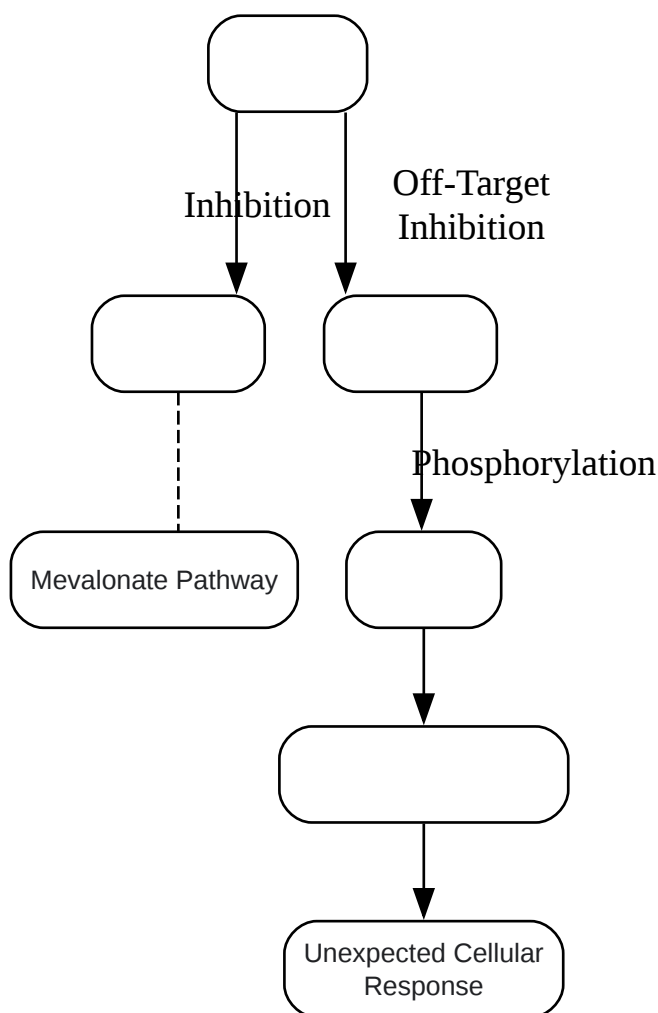 Inhibition
Off-Target
Inhibition
Phosphorylation
Mevalonate Pathway
Unexpected Cellular
Response